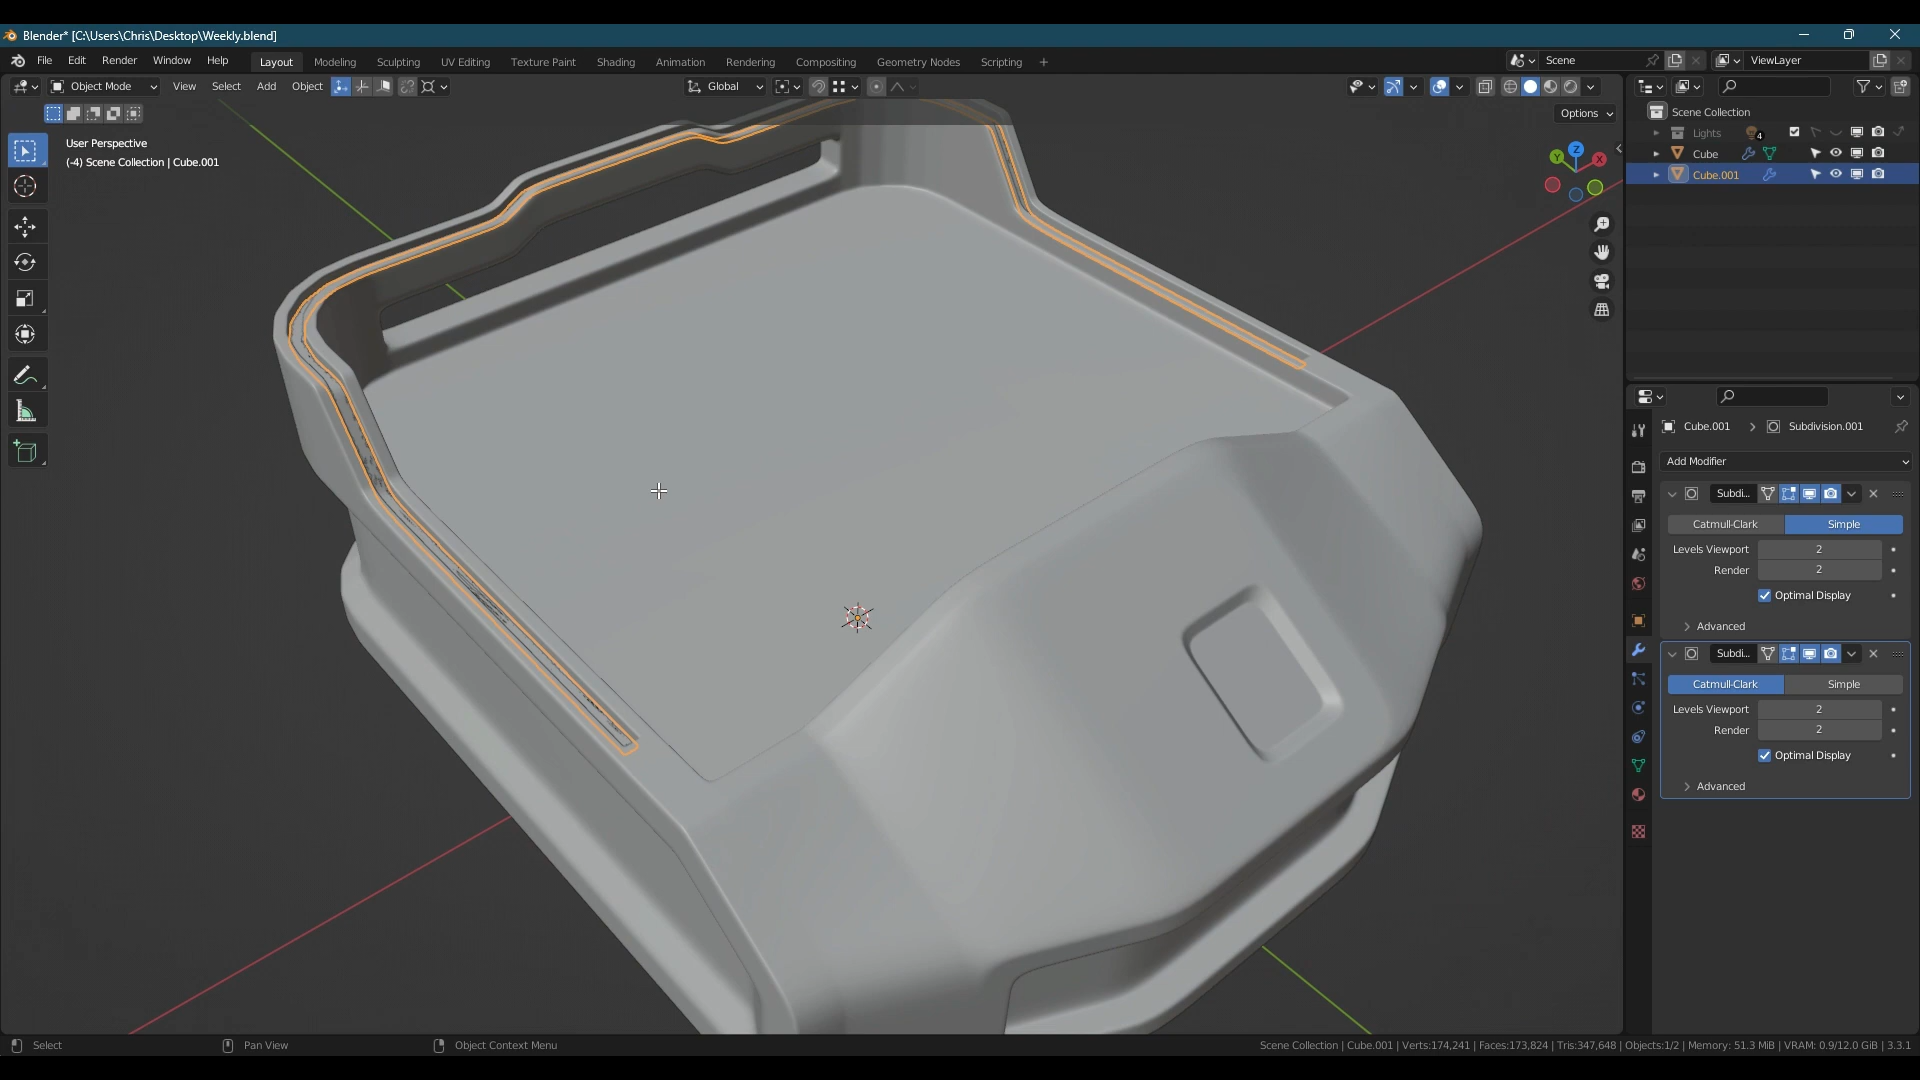 Blender* [C:\Users\Chris\Desktop\Weekly.blend]
File Edit Render Window Help Layout Modeling Sculpting UV Editing Texture Paint Shading Animation Rendering Compositing Geometry Nodes Scripting + Scene ViewLayer
Object Mode View Select Add Object Global
Options
User Perspective
(-4) Scene Collection | Cube.001
Z
Y
X
Scene Collection
Lights 4
Cube
Cube.001
Cube.001 > Subdivision.001
Add Modifier
Subdi...
Catmull-Clark Simple
Levels Viewport 2
Render 2
Optimal Display
Advanced
Subdi...
Catmull-Clark Simple
Levels Viewport 2
Render 2
Optimal Display
Advanced
Select Pan View Object Context Menu Scene Collection | Cube.001 | Verts:174,241 | Faces:173,824 | Tris:347,648 | Objects:1/2 | Memory: 51.3 MiB | VRAM: 0.9/12.0 GiB | 3.3.1